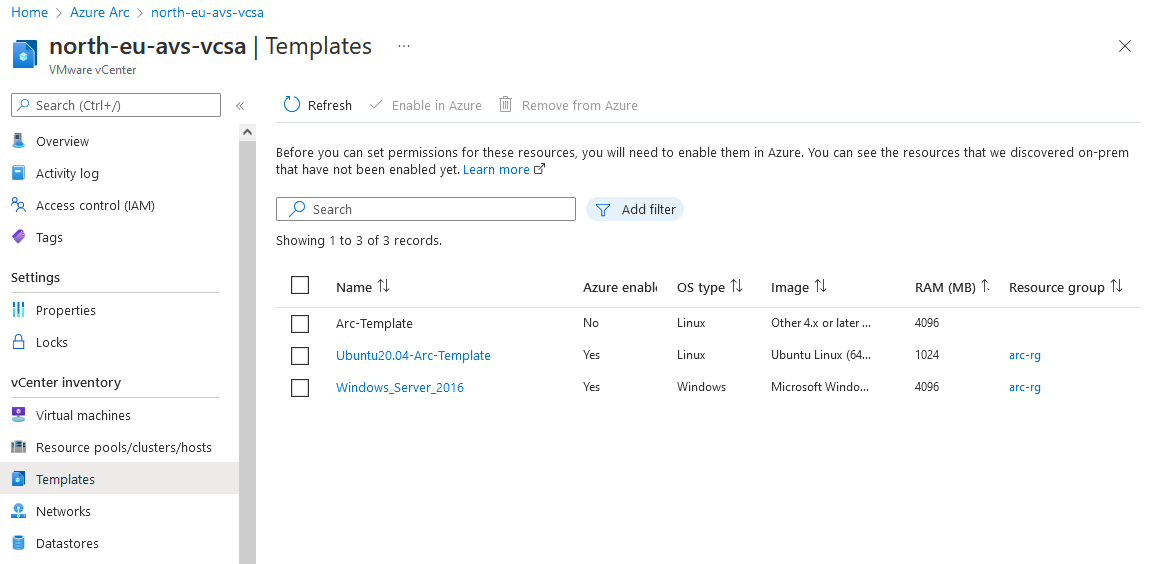 Home > Azure Arc > north-eu-avs-vcsa
north-eu-avs-vcsa | Templates ...
VMware vCenter
Search (Ctrl+/) «
Refresh Enable in Azure Remove from Azure
Overview
Activity log
Access control (IAM)
Tags
Settings
Properties
Locks
vCenter inventory
Virtual machines
Resource pools/clusters/hosts
Templates
Networks
Datastores
Before you can set permissions for these resources, you will need to enable them in Azure. You can see the resources that we discovered on-prem
that have not been enabled yet. Learn more
Search Add filter
Showing 1 to 3 of 3 records.
Name Azure enable OS type Image RAM (MB) Resource group
Arc-Template No Linux Other 4.x or later ... 4096
Ubuntu20.04-Arc-Template Yes Linux Ubuntu Linux (64... 1024 arc-rg
Windows_Server_2016 Yes Windows Microsoft Windo... 4096 arc-rg